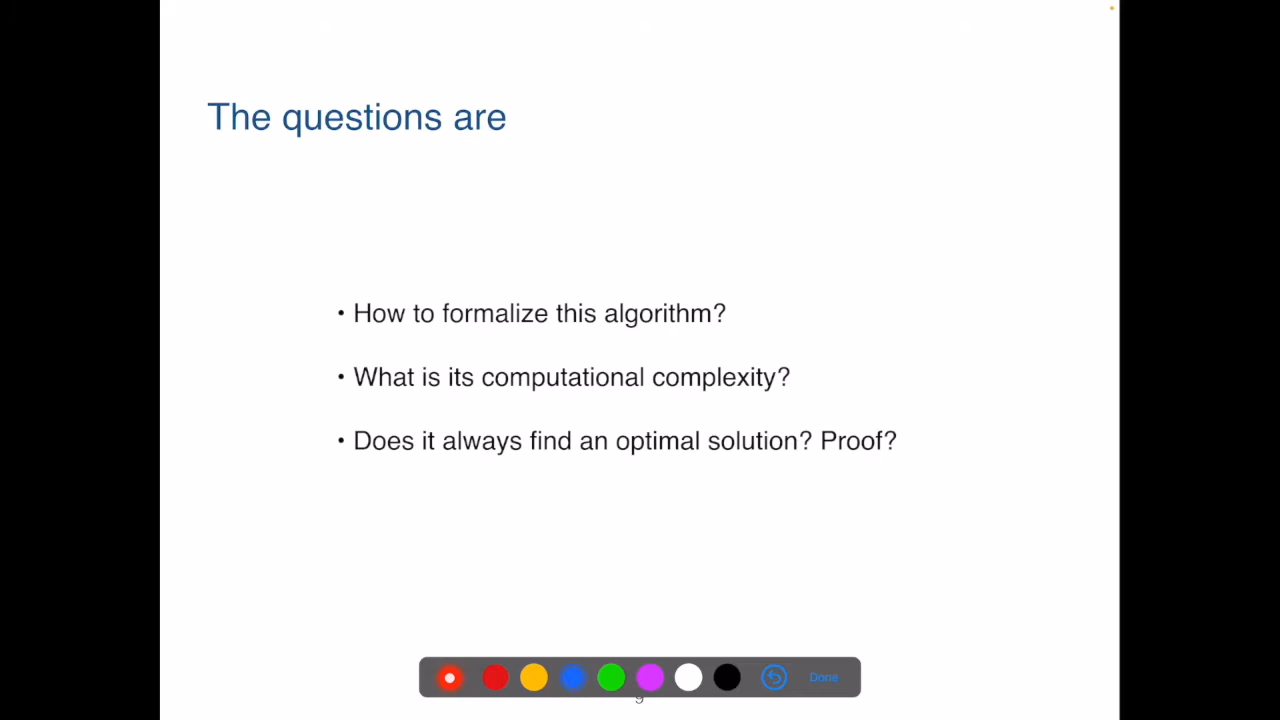 The questions are
• How to formalize this algorithm?
• What is its computational complexity?
• Does it always find an optimal solution? Proof?
Done